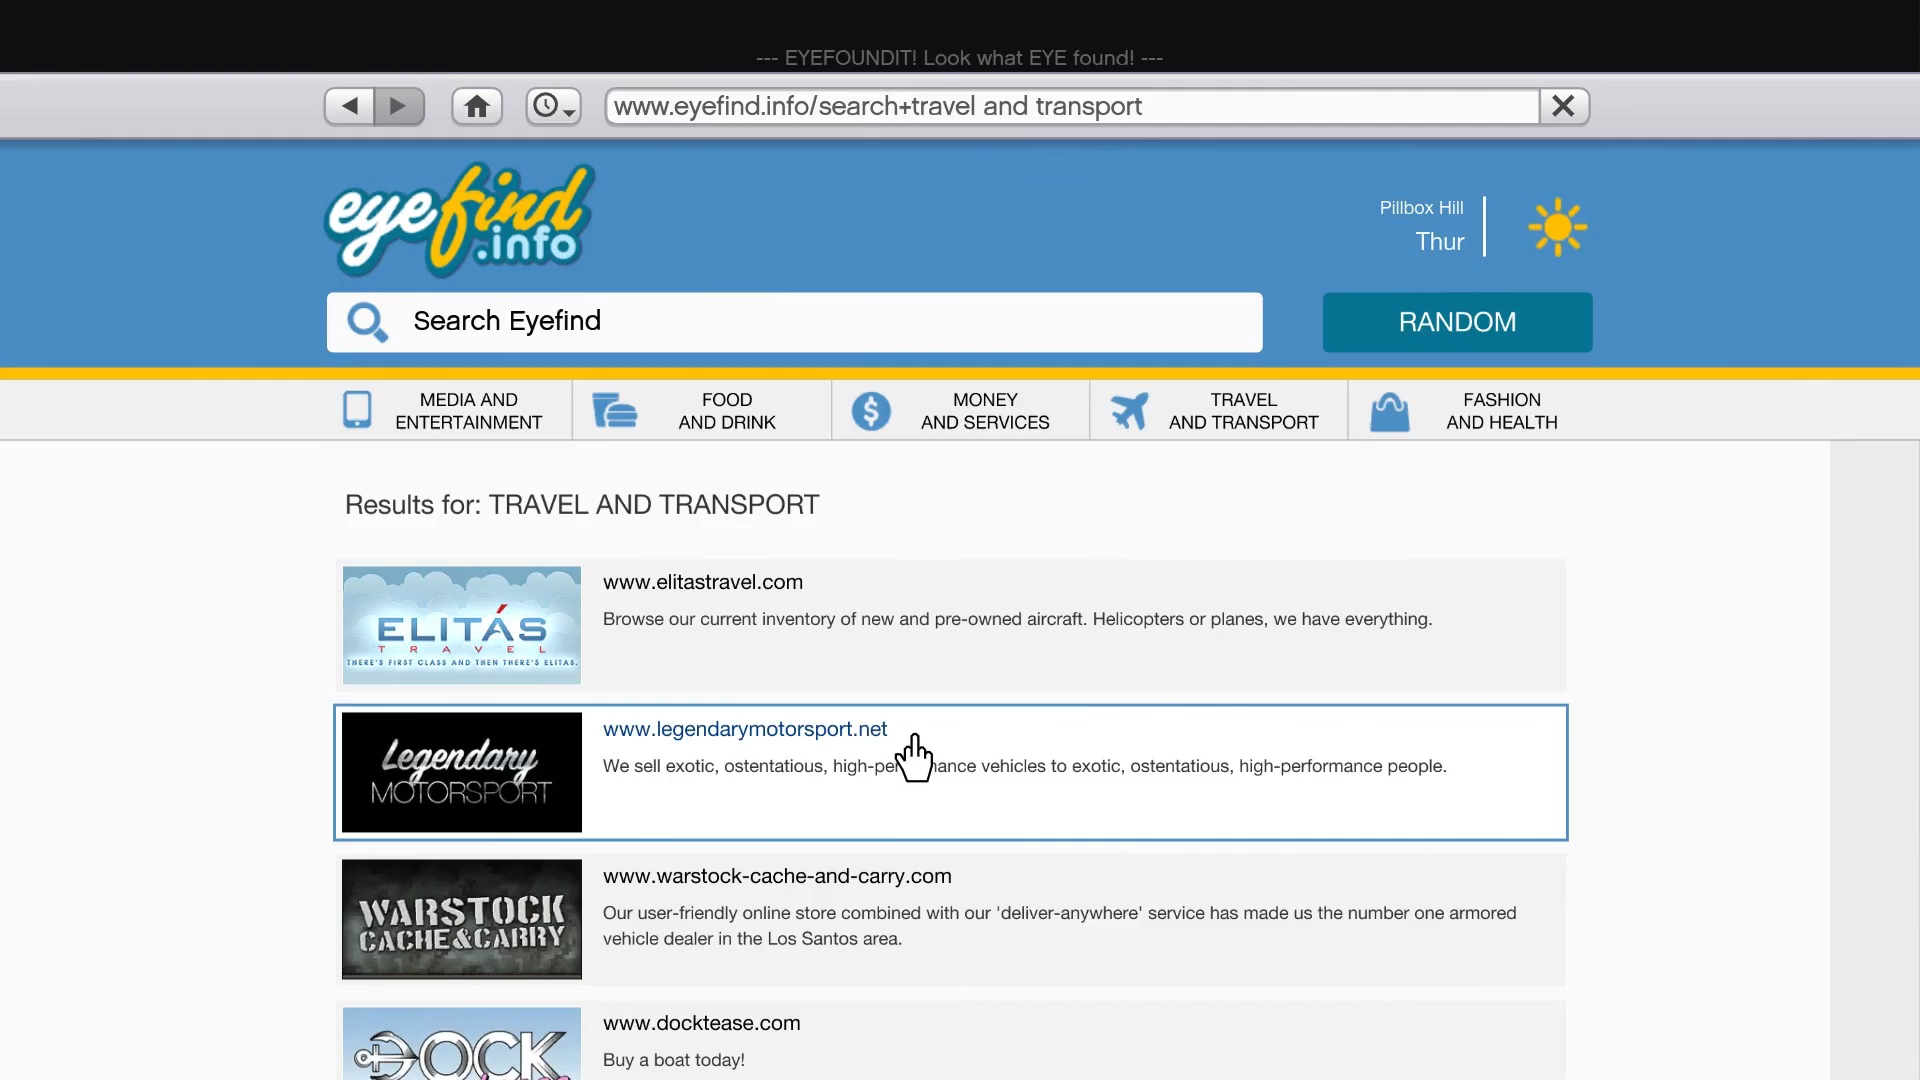 --- EYEFOUNDIT! Look what EYE found! ---
www.eyefind.info/search+travel and transport
eyefind
.info
Pillbox Hill
Thur
Search Eyefind
RANDOM
MEDIA AND
ENTERTAINMENT
FOOD
AND DRINK
MONEY
AND SERVICES
TRAVEL
AND TRANSPORT
FASHION
AND HEALTH
Results for: TRAVEL AND TRANSPORT
ELITÁS
TRAVEL
THERE'S FIRST CLASS AND THEN THERE'S ELITAS.
www.elitastravel.com
Browse our current inventory of new and pre-owned aircraft. Helicopters or planes, we have everything.
Legendary
MOTORSPORT
www.legendarymotorsport.net
We sell exotic, ostentatious, high-performance vehicles to exotic, ostentatious, high-performance people.
WARSTOCK
CACHE&CARRY
www.warstock-cache-and-carry.com
Our user-friendly online store combined with our 'deliver-anywhere' service has made us the number one armored
vehicle dealer in the Los Santos area.
DOCK
www.docktease.com
Buy a boat today!